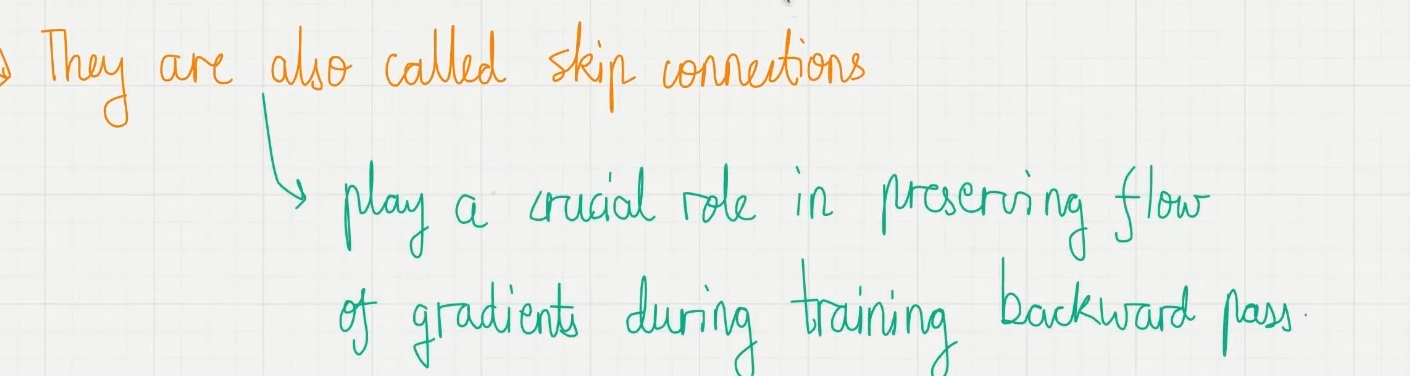 They are also called skip connections
play a crucial role in preserving flow
of gradients during training backward pass.